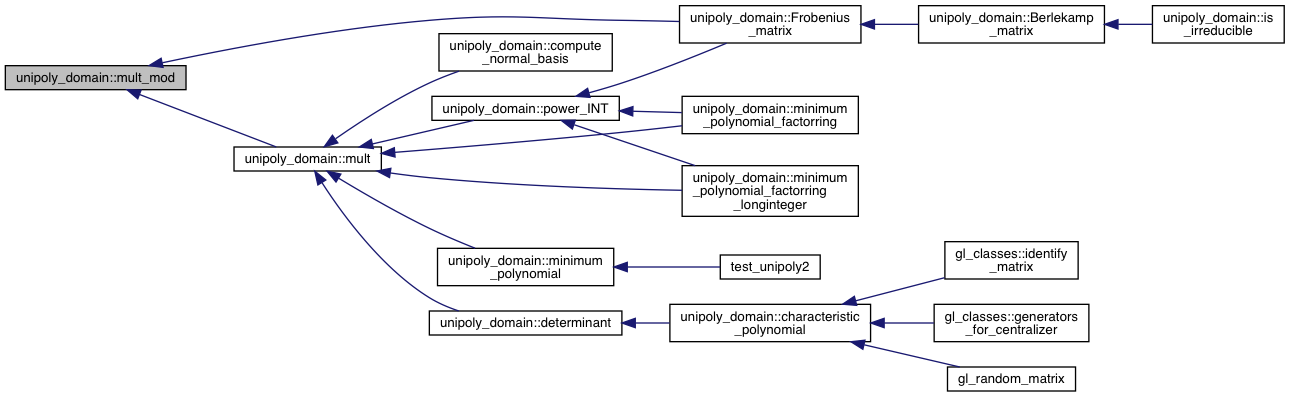 unipoly_domain::mult_mod
unipoly_domain::Frobenius
_matrix
unipoly_domain::Berlekamp
_matrix
unipoly_domain::is
_irreducible
unipoly_domain::mult
unipoly_domain::compute
_normal_basis
unipoly_domain::power_INT
unipoly_domain::minimum
_polynomial_factorring
unipoly_domain::minimum
_polynomial_factorring
_longinteger
unipoly_domain::minimum
_polynomial
test_unipoly2
unipoly_domain::determinant
unipoly_domain::characteristic
_polynomial
gl_classes::identify
_matrix
gl_classes::generators
_for_centralizer
gl_random_matrix